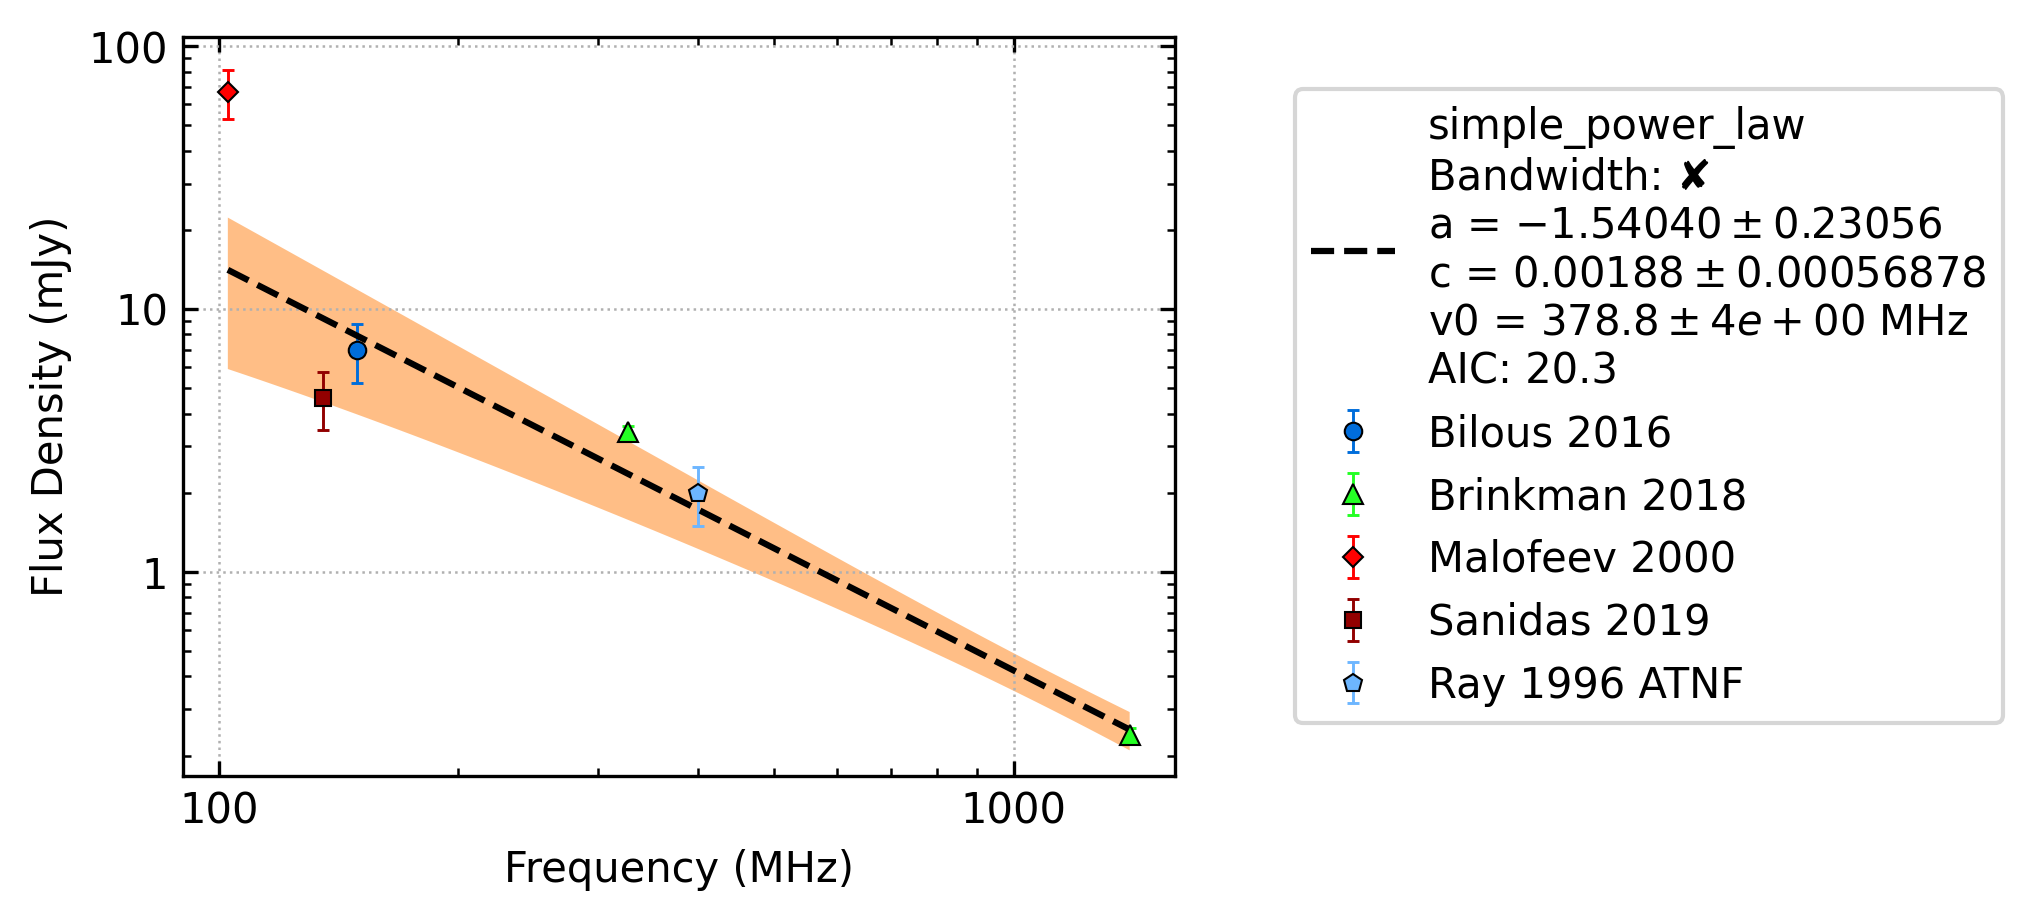 100
10
1
100
1000
Flux Density (mJy)
Frequency (MHz)
simple_power_law
Bandwidth: ✘
a = −1.54040 ± 0.23056
c = 0.00188 ± 0.00056878
v0 = 378.8 ± 4e + 00 MHz
AIC: 20.3
Bilous 2016
Brinkman 2018
Malofeev 2000
Sanidas 2019
Ray 1996 ATNF